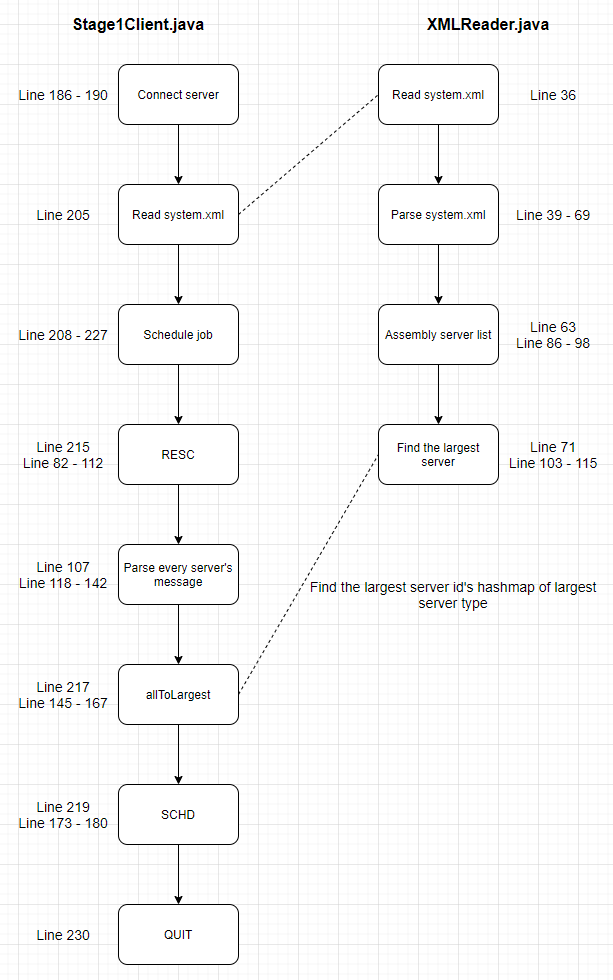 Stage1Client.java
XMLReader.java
Line 186 - 190
Connect server
Read system.xml
Line 36
Line 205
Read system.xml
Parse system.xml
Line 39 - 69
Line 208 - 227
Schedule job
Assembly server list
Line 63
Line 86 - 98
Line 215
Line 82 - 112
RESC
Find the largest
server
Line 71
Line 103 - 115
Line 107
Line 118 - 142
Parse every server's
message
Find the largest server id's hashmap of largest
server type
Line 217
Line 145 - 167
allToLargest
Line 219
Line 173 - 180
SCHD
Line 230
QUIT